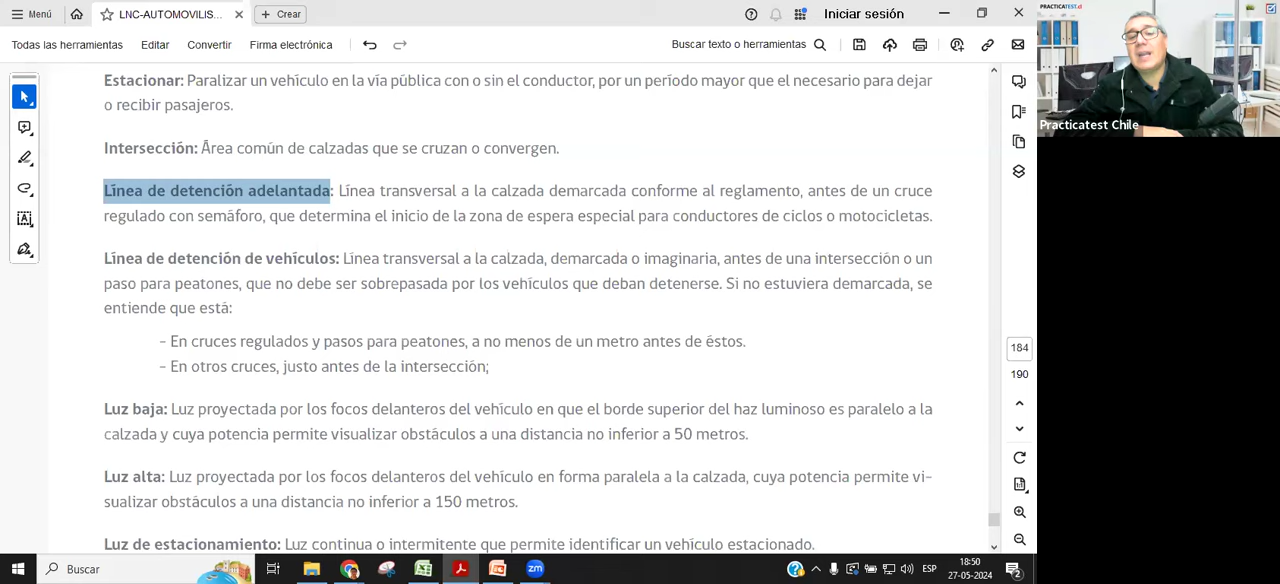 Menú
LNC-AUTOMOVILIS...
Crear
Iniciar sesión
Todas las herramientas
Editar
Convertir
Firma electrónica
Buscar texto o herramientas
PRACTICATEST.cl
Practicatest Chile
Estacionar: Paralizar un vehículo en la vía pública con o sin el conductor, por un período mayor que el necesario para dejar
o recibir pasajeros.
Intersección: Área común de calzadas que se cruzan o convergen.
Línea de detención adelantada: Línea transversal a la calzada demarcada conforme al reglamento, antes de un cruce
regulado con semáforo, que determina el inicio de la zona de espera especial para conductores de ciclos o motocicletas.
Línea de detención de vehículos: Línea transversal a la calzada, demarcada o imaginaria, antes de una intersección o un
paso para peatones, que no debe ser sobrepasada por los vehículos que deban detenerse. Si no estuviera demarcada, se
entiende que está:
- En cruces regulados y pasos para peatones, a no menos de un metro antes de éstos.
- En otros cruces, justo antes de la intersección;
Luz baja: Luz proyectada por los focos delanteros del vehículo en que el borde superior del haz luminoso es paralelo a la
calzada y cuya potencia permite visualizar obstáculos a una distancia no inferior a 50 metros.
Luz alta: Luz proyectada por los focos delanteros del vehículo en forma paralela a la calzada, cuya potencia permite vi-
sualizar obstáculos a una distancia no inferior a 150 metros.
Luz de estacionamiento: Luz continua o intermitente que permite identificar un vehículo estacionado.
184
190
Buscar
zm
ESP
18:50
27-05-2024
2